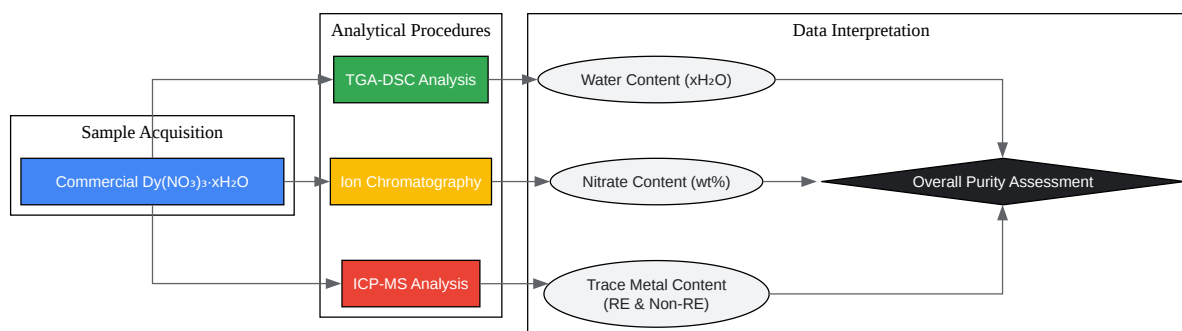 Analytical Procedures
Data Interpretation
TGA-DSC Analysis
Water Content (xH₂O)
Sample Acquisition
Commercial Dy(NO₃)₃·xH₂O
Ion Chromatography
Nitrate Content (wt%)
Overall Purity Assessment
ICP-MS Analysis
Trace Metal Content
(RE & Non-RE)